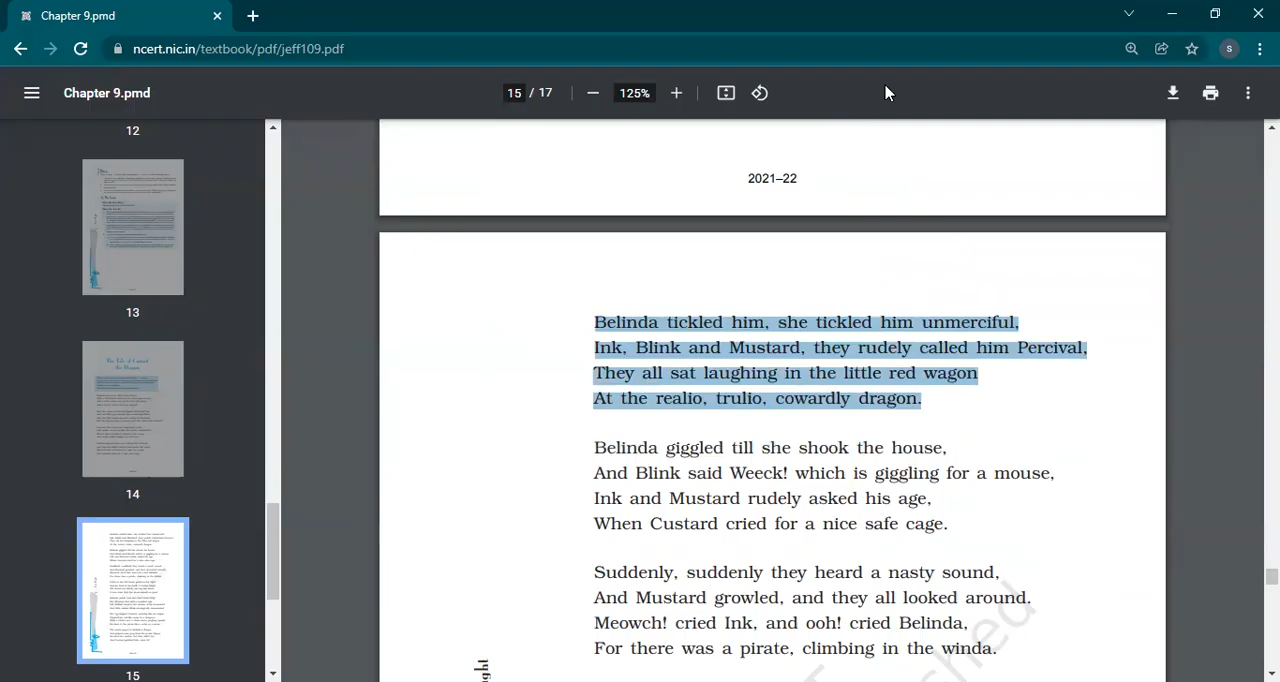 Chapter 9.pmd
S
ncert.nic.in/textbook/pdf/jeff109.pdf
Chapter 9.pmd
15 / 17
125%
12
13
14
15
2021–22
Belinda tickled him, she tickled him unmerciful,
Ink, Blink and Mustard, they rudely called him Percival,
They all sat laughing in the little red wagon
At the realio, trulio, cowardly dragon.
Belinda giggled till she shook the house,
And Blink said Weeck! which is giggling for a mouse,
Ink and Mustard rudely asked his age,
When Custard cried for a nice safe cage.
Suddenly, suddenly they heard a nasty sound,
And Mustard growled, and they all looked around.
Meowch! cried Ink, and ooh! cried Belinda,
For there was a pirate, climbing in the winda.
ght